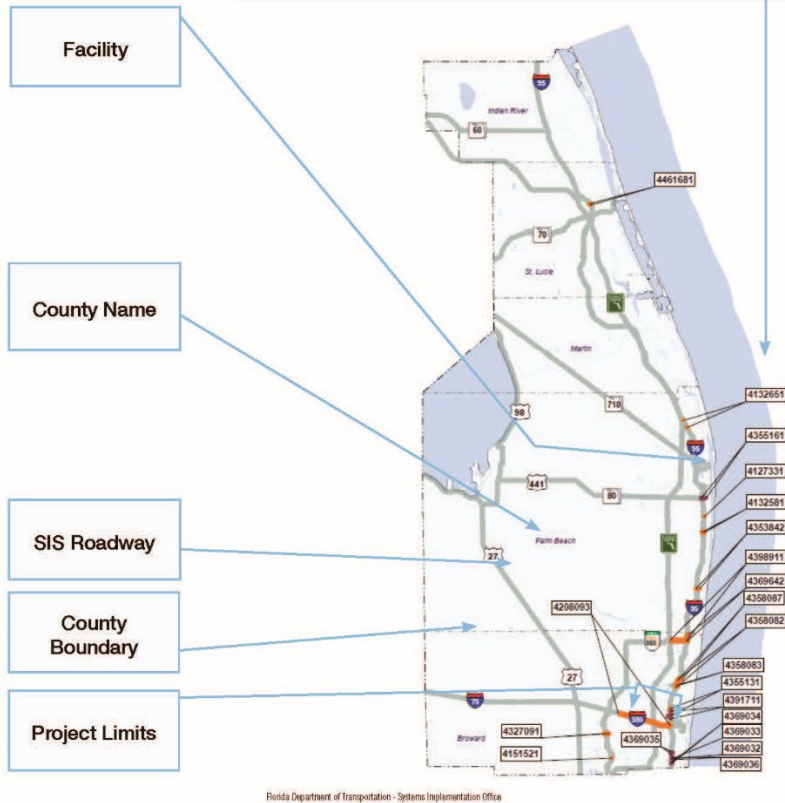 Facility
County Name
SIS Roadway
County
Boundary
Project Limits
95
Indian River
60
4461681
70
St. Lucie
Martin
4132651
710
98
4355161
95
441
80
4127331
4132581
Palm Beach
4353842
27
4398911
4369642
4208093
95
4358087
4358082
27
4358083
75
595
4355131
4391711
4327091
4369034
Broward
4369035
4369033
4151521
4369032
4369036
Florida Department of Transportation - Systems Implementation Office